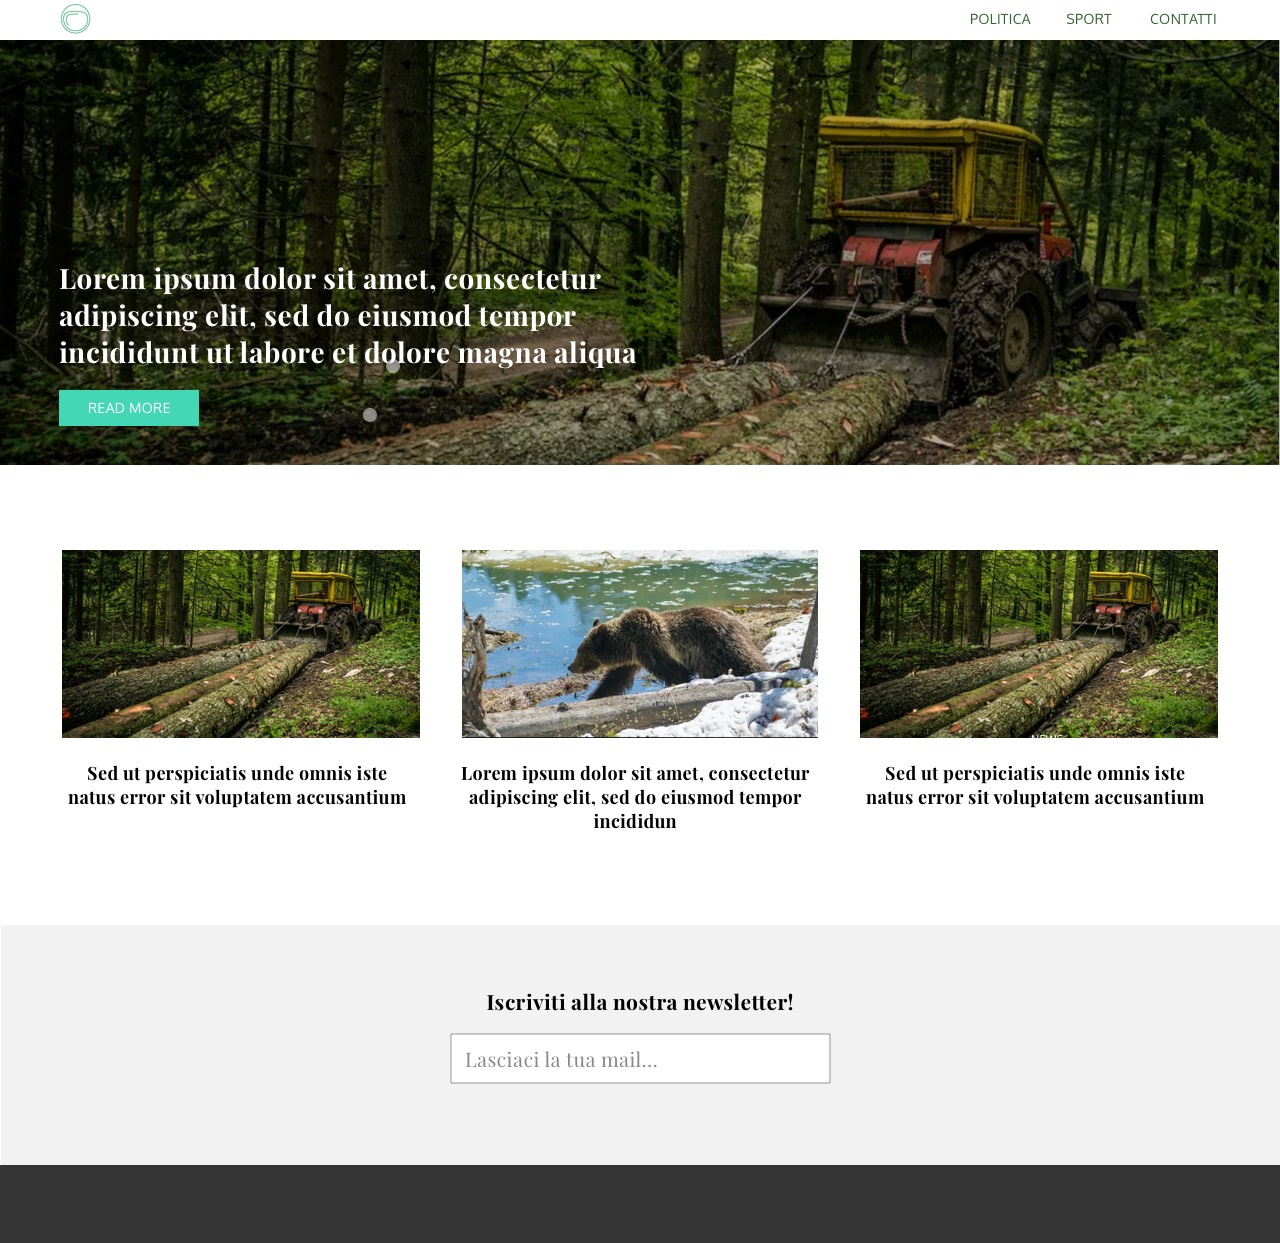 POLITICA SPORT CONTATTI
Lorem ipsum dolor sit amet, consectetur
adipiscing elit, sed do eiusmod tempor
incididunt ut labore et dolore magna aliqua
READ MORE
NEWS
Sed ut perspiciatis unde omnis iste
natus error sit voluptatem accusantium
Lorem ipsum dolor sit amet, consectetur
adipiscing elit, sed do eiusmod tempor
incididun
Sed ut perspiciatis unde omnis iste
natus error sit voluptatem accusantium
Iscriviti alla nostra newsletter!
Lasciaci la tua mail...